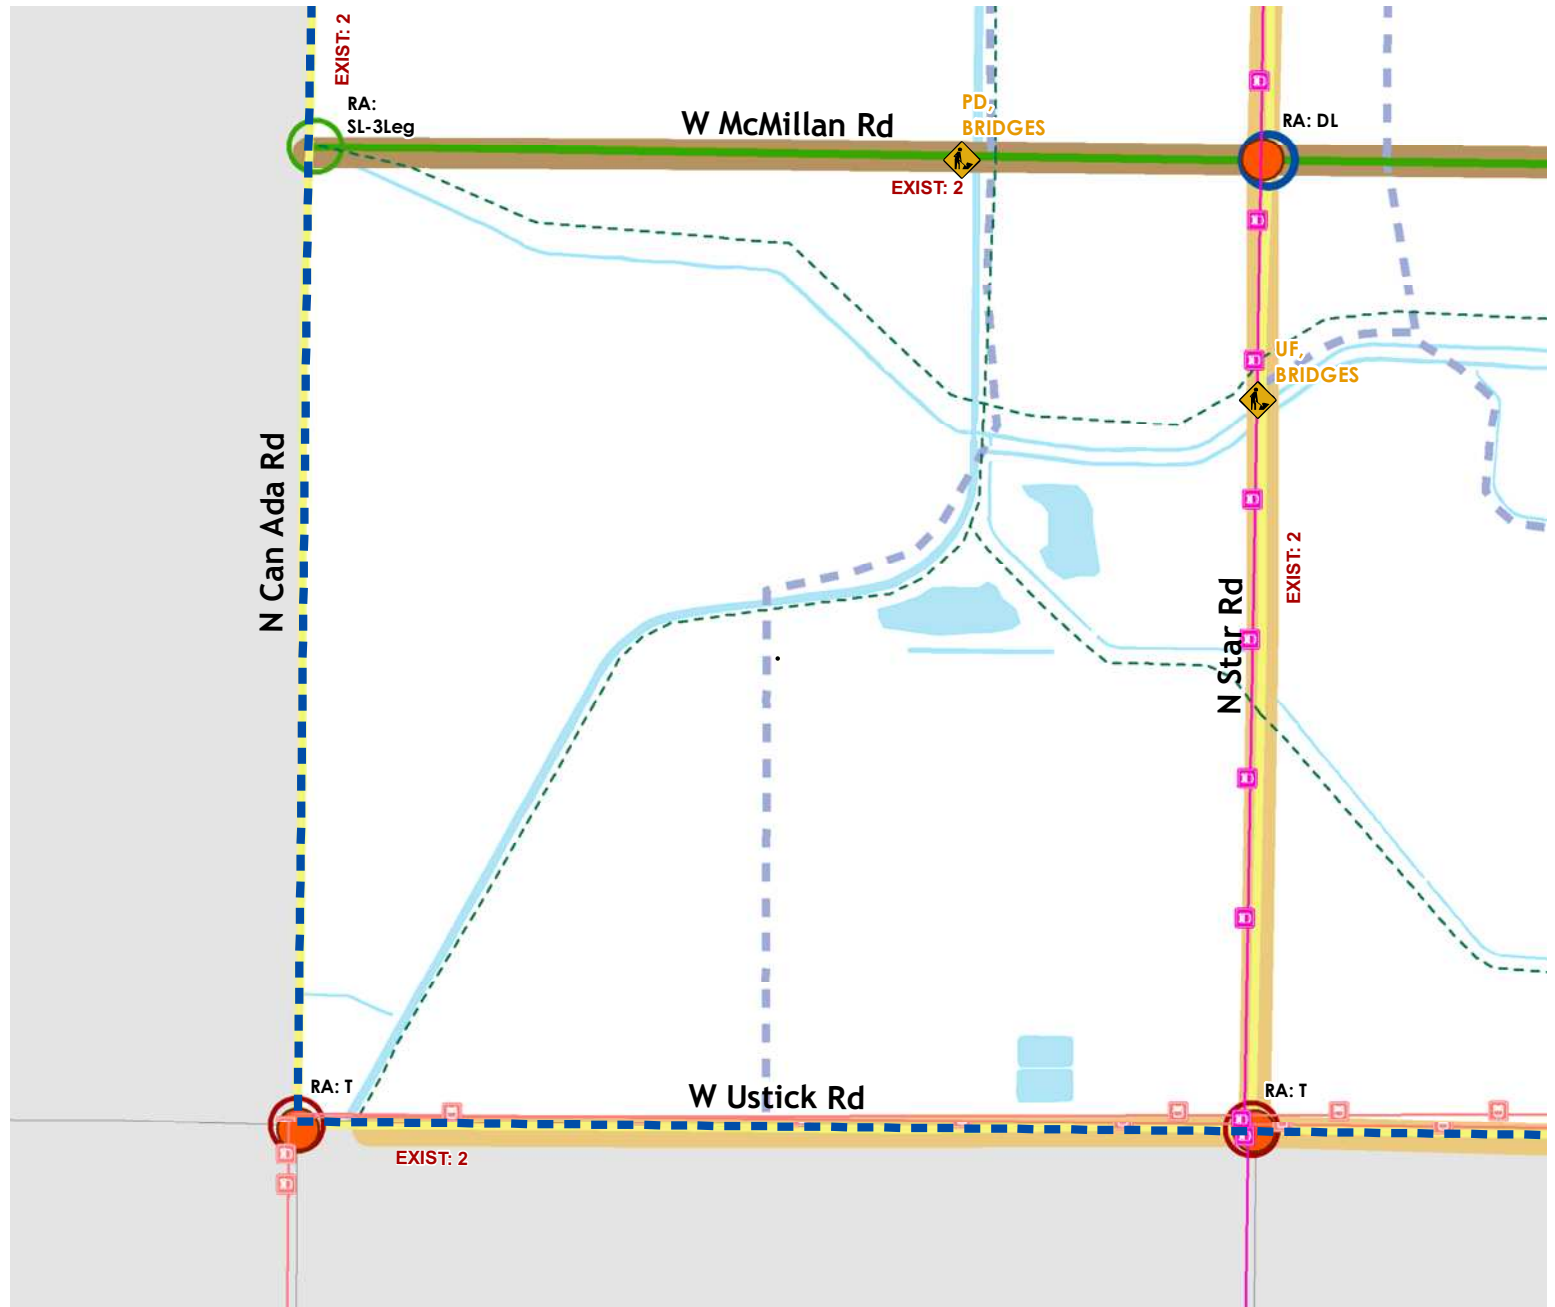 EXIST: 2
RA:
SL-3Leg
W McMillan Rd
PD,
BRIDGES
RA: DL
EXIST: 2
UF,
BRIDGES
N Can Ada Rd
EXIST: 2
N Star Rd
RA: T
W Ustick Rd
RA: T
EXIST: 2